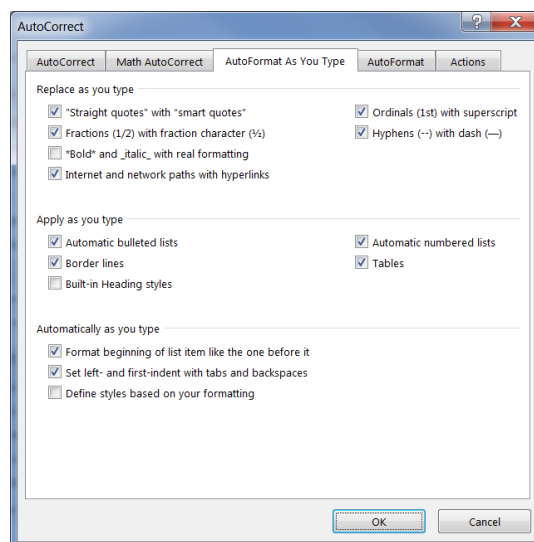 AutoCorrect
AutoCorrect Math AutoCorrect AutoFormat As You Type AutoFormat Actions
Replace as you type
"Straight quotes" with “smart quotes” Ordinals (1st) with superscript
Fractions (1/2) with fraction character (½) Hyphens (--) with dash (—)
*Bold* and _italic_ with real formatting
Internet and network paths with hyperlinks
Apply as you type
Automatic bulleted lists Automatic numbered lists
Border lines Tables
Built-in Heading styles
Automatically as you type
Format beginning of list item like the one before it
Set left- and first-indent with tabs and backspaces
Define styles based on your formatting
OK Cancel